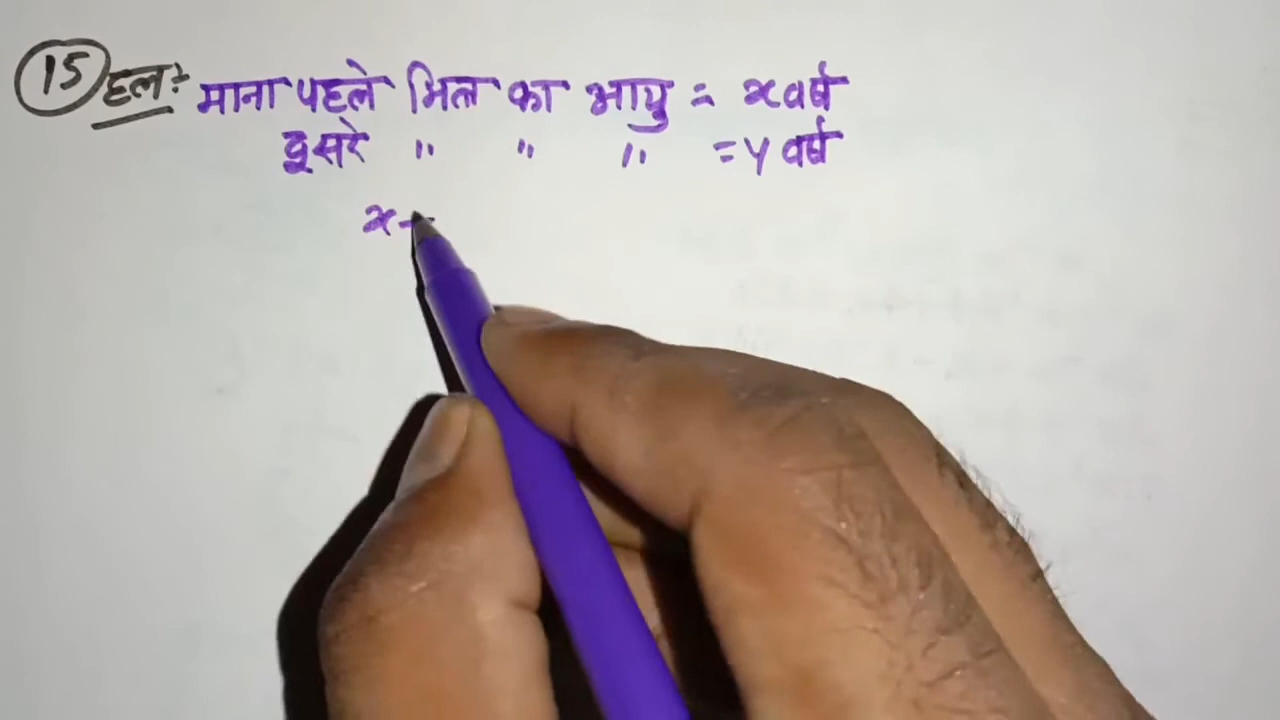 15 हल:- माना पहले मित्र का आयु = x वर्ष
दूसरे " " " = y वर्ष
x